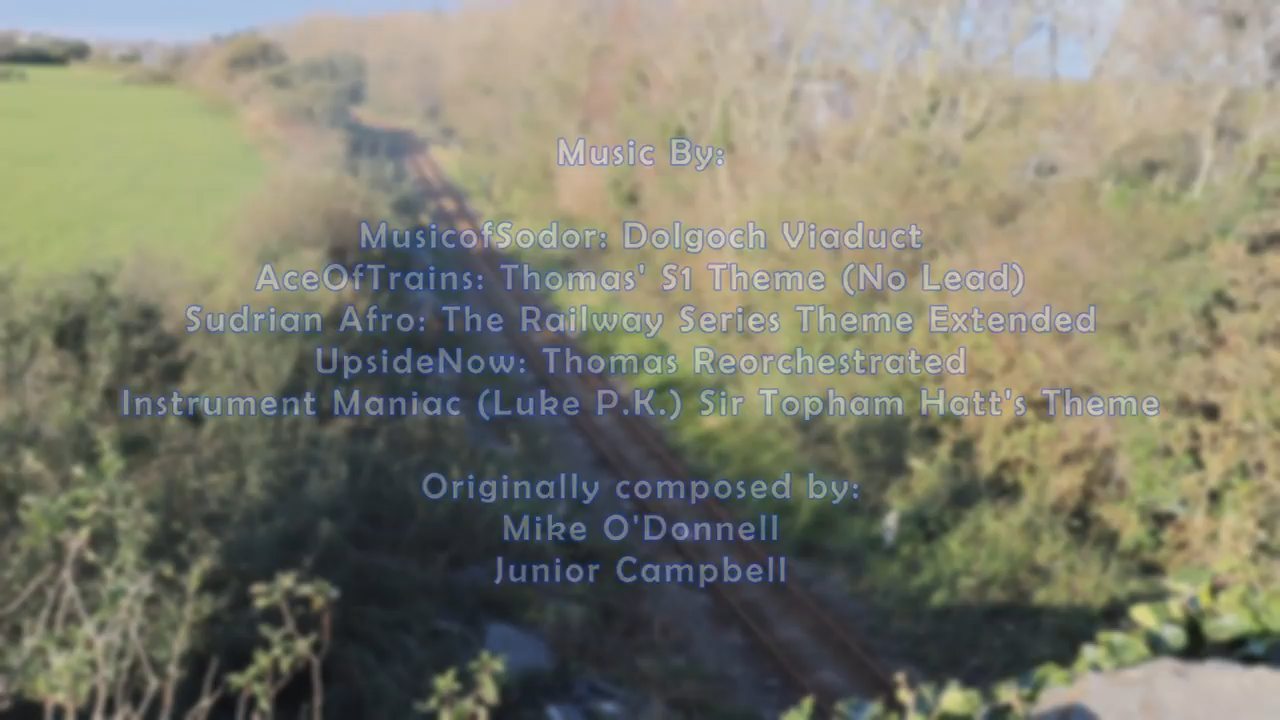 Music By:
MusicofSodor: Dolgoch Viaduct
AceOfTrains: Thomas' S1 Theme (No Lead)
Sudrian Afro: The Railway Series Theme Extended
UpsideNow: Thomas Reorchestrated
Instrument Maniac (Luke P.K.) Sir Topham Hatt's Theme
Originally composed by:
Mike O'Donnell
Junior Campbell